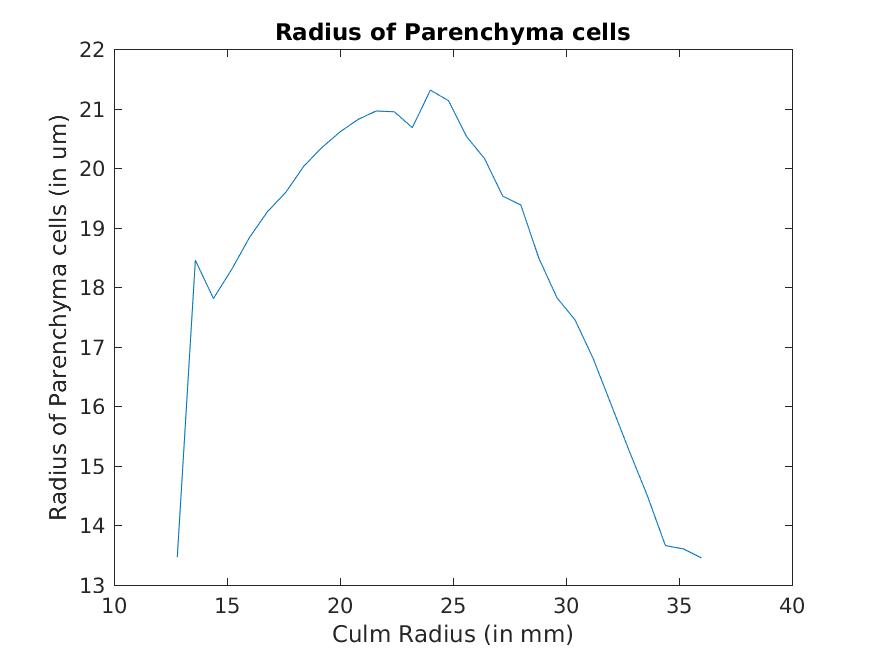 Radius of Parenchyma cells
Radius of Parenchyma cells (in um)
22
21
20
19
18
17
16
15
14
13
10 15 20 25 30 35 40
Culm Radius (in mm)